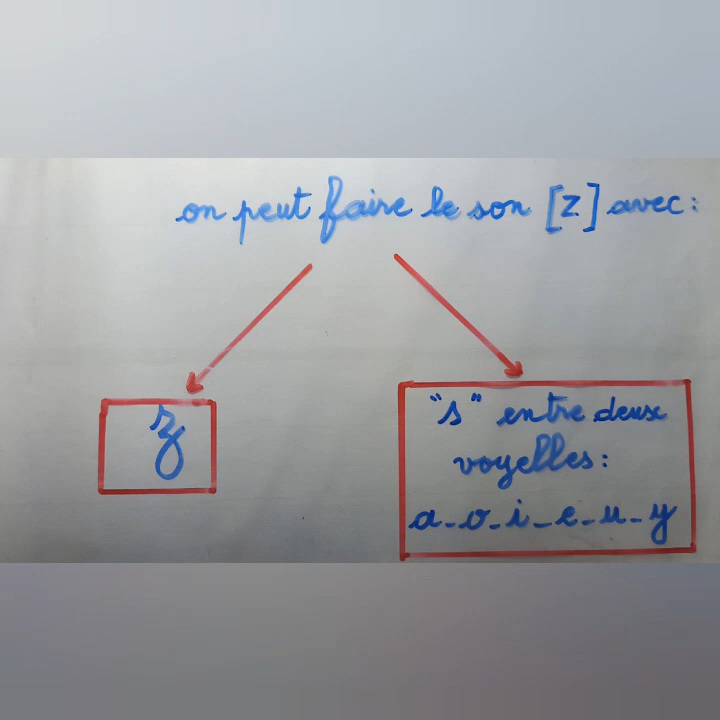 on peut faire le son [z] avec:
z
"s" entre deux
voyelles:
a-o-i-e-u-y